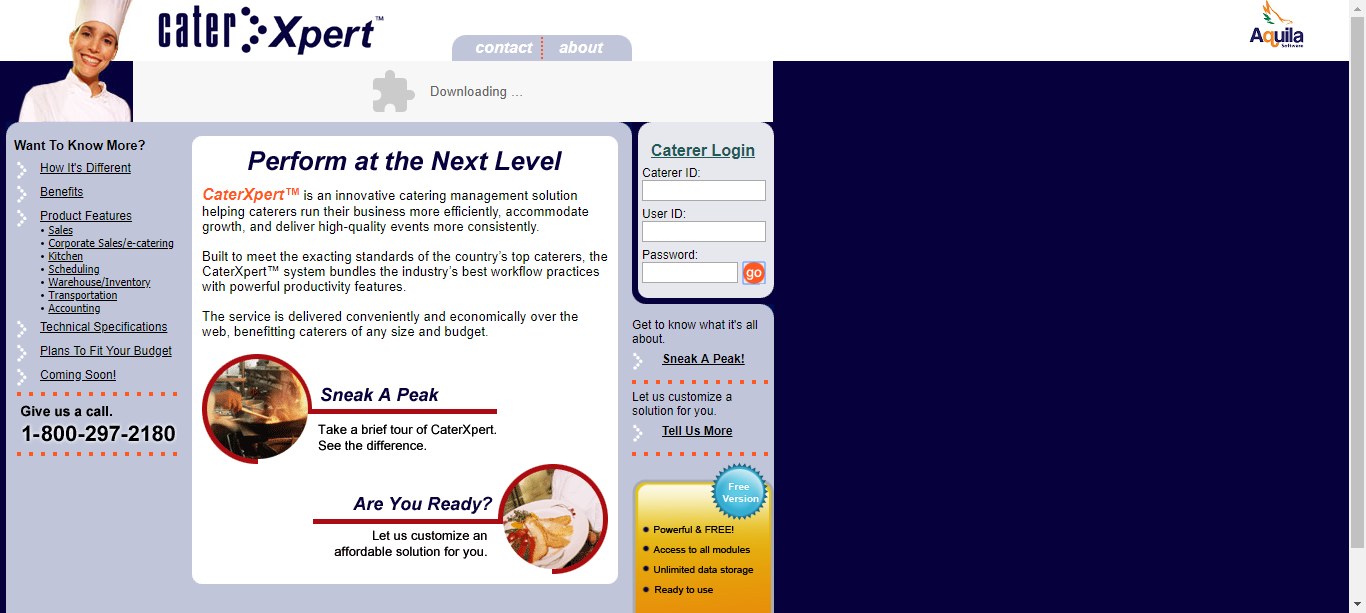 cater Xpert™
contact about
Aquila
Software
Downloading ...
Want To Know More?
How It's Different
Benefits
Product Features
• Sales
• Corporate Sales/e-catering
• Kitchen
• Scheduling
• Warehouse/Inventory
• Transportation
• Accounting
Technical Specifications
Plans To Fit Your Budget
Coming Soon!
Give us a call.
1-800-297-2180
Perform at the Next Level
CaterXpert™ is an innovative catering management solution
helping caterers run their business more efficiently, accommodate
growth, and deliver high-quality events more consistently.
Built to meet the exacting standards of the country's top caterers, the
CaterXpert™ system bundles the industry's best workflow practices
with powerful productivity features.
The service is delivered conveniently and economically over the
web, benefitting caterers of any size and budget.
Sneak A Peak
Take a brief tour of CaterXpert.
See the difference.
Are You Ready?
Let us customize an
affordable solution for you.
Caterer Login
Caterer ID:
User ID:
Password:
go
Get to know what it's all
about.
Sneak A Peak!
Let us customize a
solution for you.
Tell Us More
Free
Version
• Powerful & FREE!
• Access to all modules
• Unlimited data storage
• Ready to use